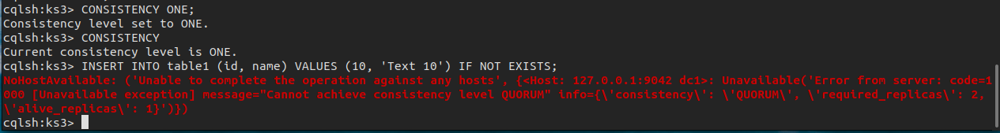 cqlsh:ks3> CONSISTENCY ONE;
Consistency level set to ONE.
cqlsh:ks3> CONSISTENCY
Current consistency level is ONE.
cqlsh:ks3> INSERT INTO table1 (id, name) VALUES (10, 'Text 10') IF NOT EXISTS;
NoHostAvailable: ('Unable to complete the operation against any hosts', {<Host: 127.0.0.1:9042 dc1>: Unavailable('Error from server: code=1
000 [Unavailable exception] message="Cannot achieve consistency level QUORUM" info={\'consistency\': \'QUORUM\', \'required_replicas\': 2,
\'alive_replicas\': 1}')})
cqlsh:ks3>